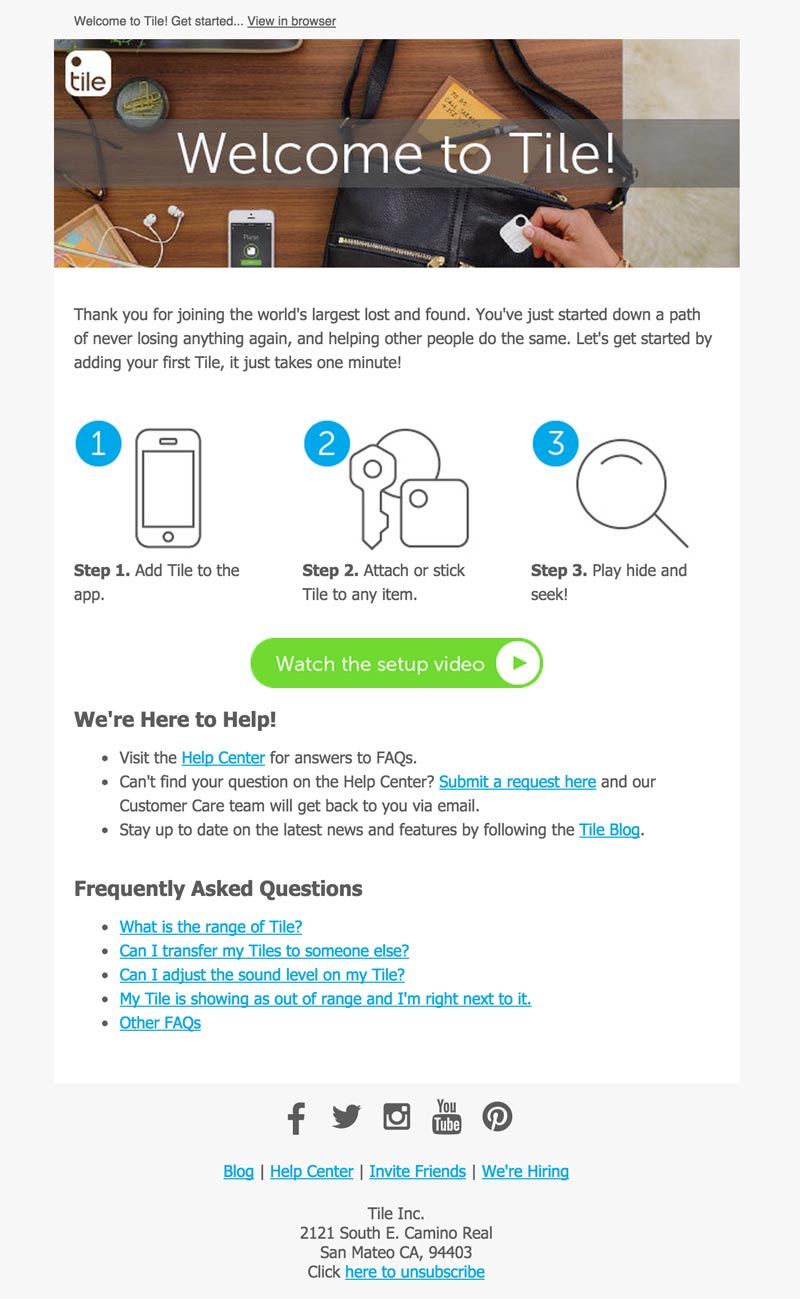 Welcome to Tile! Get started... View in browser
tile
TO DO
Welcome to Tile!
Thank you for joining the world's largest lost and found. You've just started down a path
of never losing anything again, and helping other people do the same. Let's get started by
adding your first Tile, it just takes one minute!
1
2
3
Step 1. Add Tile to the
app.
Step 2. Attach or stick
Tile to any item.
Step 3. Play hide and
seek!
Watch the setup video
We're Here to Help!
• Visit the Help Center for answers to FAQs.
• Can't find your question on the Help Center? Submit a request here and our
Customer Care team will get back to you via email.
• Stay up to date on the latest news and features by following the Tile Blog.
Frequently Asked Questions
• What is the range of Tile?
• Can I transfer my Tiles to someone else?
• Can I adjust the sound level on my Tile?
• My Tile is showing as out of range and I'm right next to it.
• Other FAQs
You
Tube
Blog | Help Center | Invite Friends | We're Hiring
Tile Inc.
2121 South E. Camino Real
San Mateo CA, 94403
Click here to unsubscribe